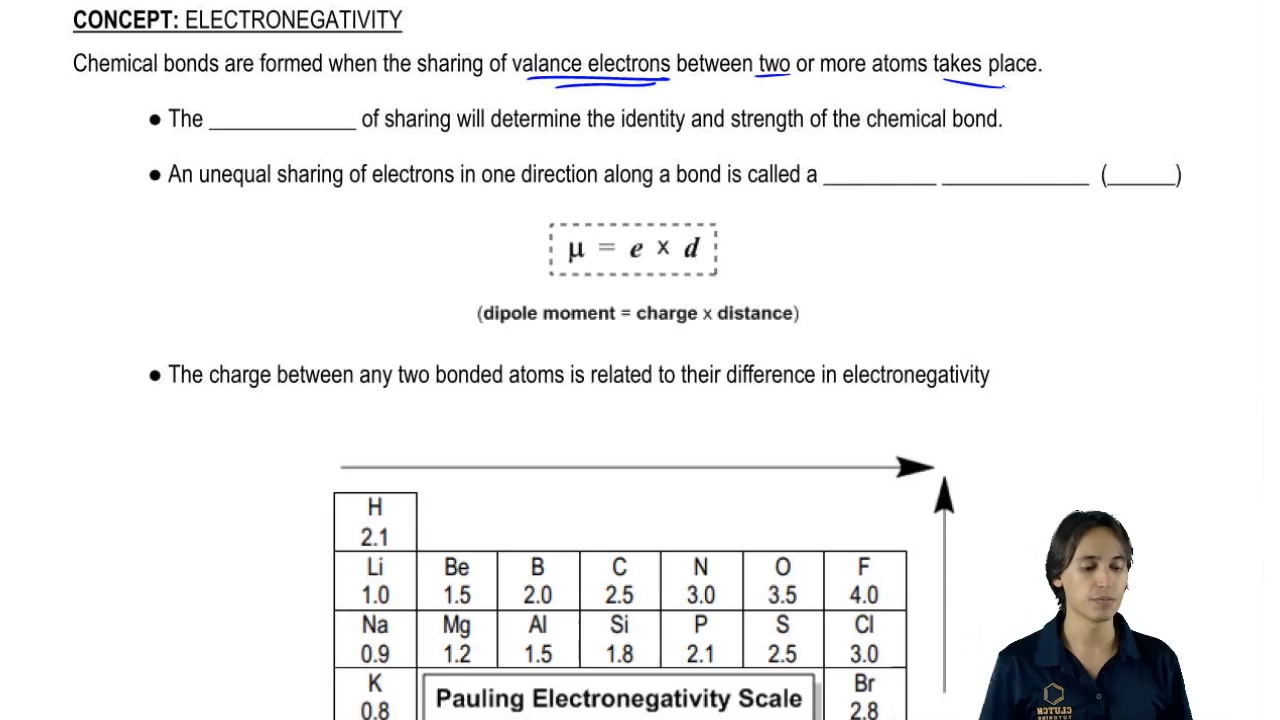 CONCEPT: ELECTRONEGATIVITY
Chemical bonds are formed when the sharing of valance electrons between two or more atoms takes place.
● The ____________ of sharing will determine the identity and strength of the chemical bond.
● An unequal sharing of electrons in one direction along a bond is called a _________ ____________ (_____)
μ = e x d
(dipole moment = charge x distance)
● The charge between any two bonded atoms is related to their difference in electronegativity
H
2.1
Li Be B C N O F
1.0 1.5 2.0 2.5 3.0 3.5 4.0
Na Mg Al Si P S Cl
0.9 1.2 1.5 1.8 2.1 2.5 3.0
K Br
0.8 2.8
Pauling Electronegativity Scale
CLUTCH